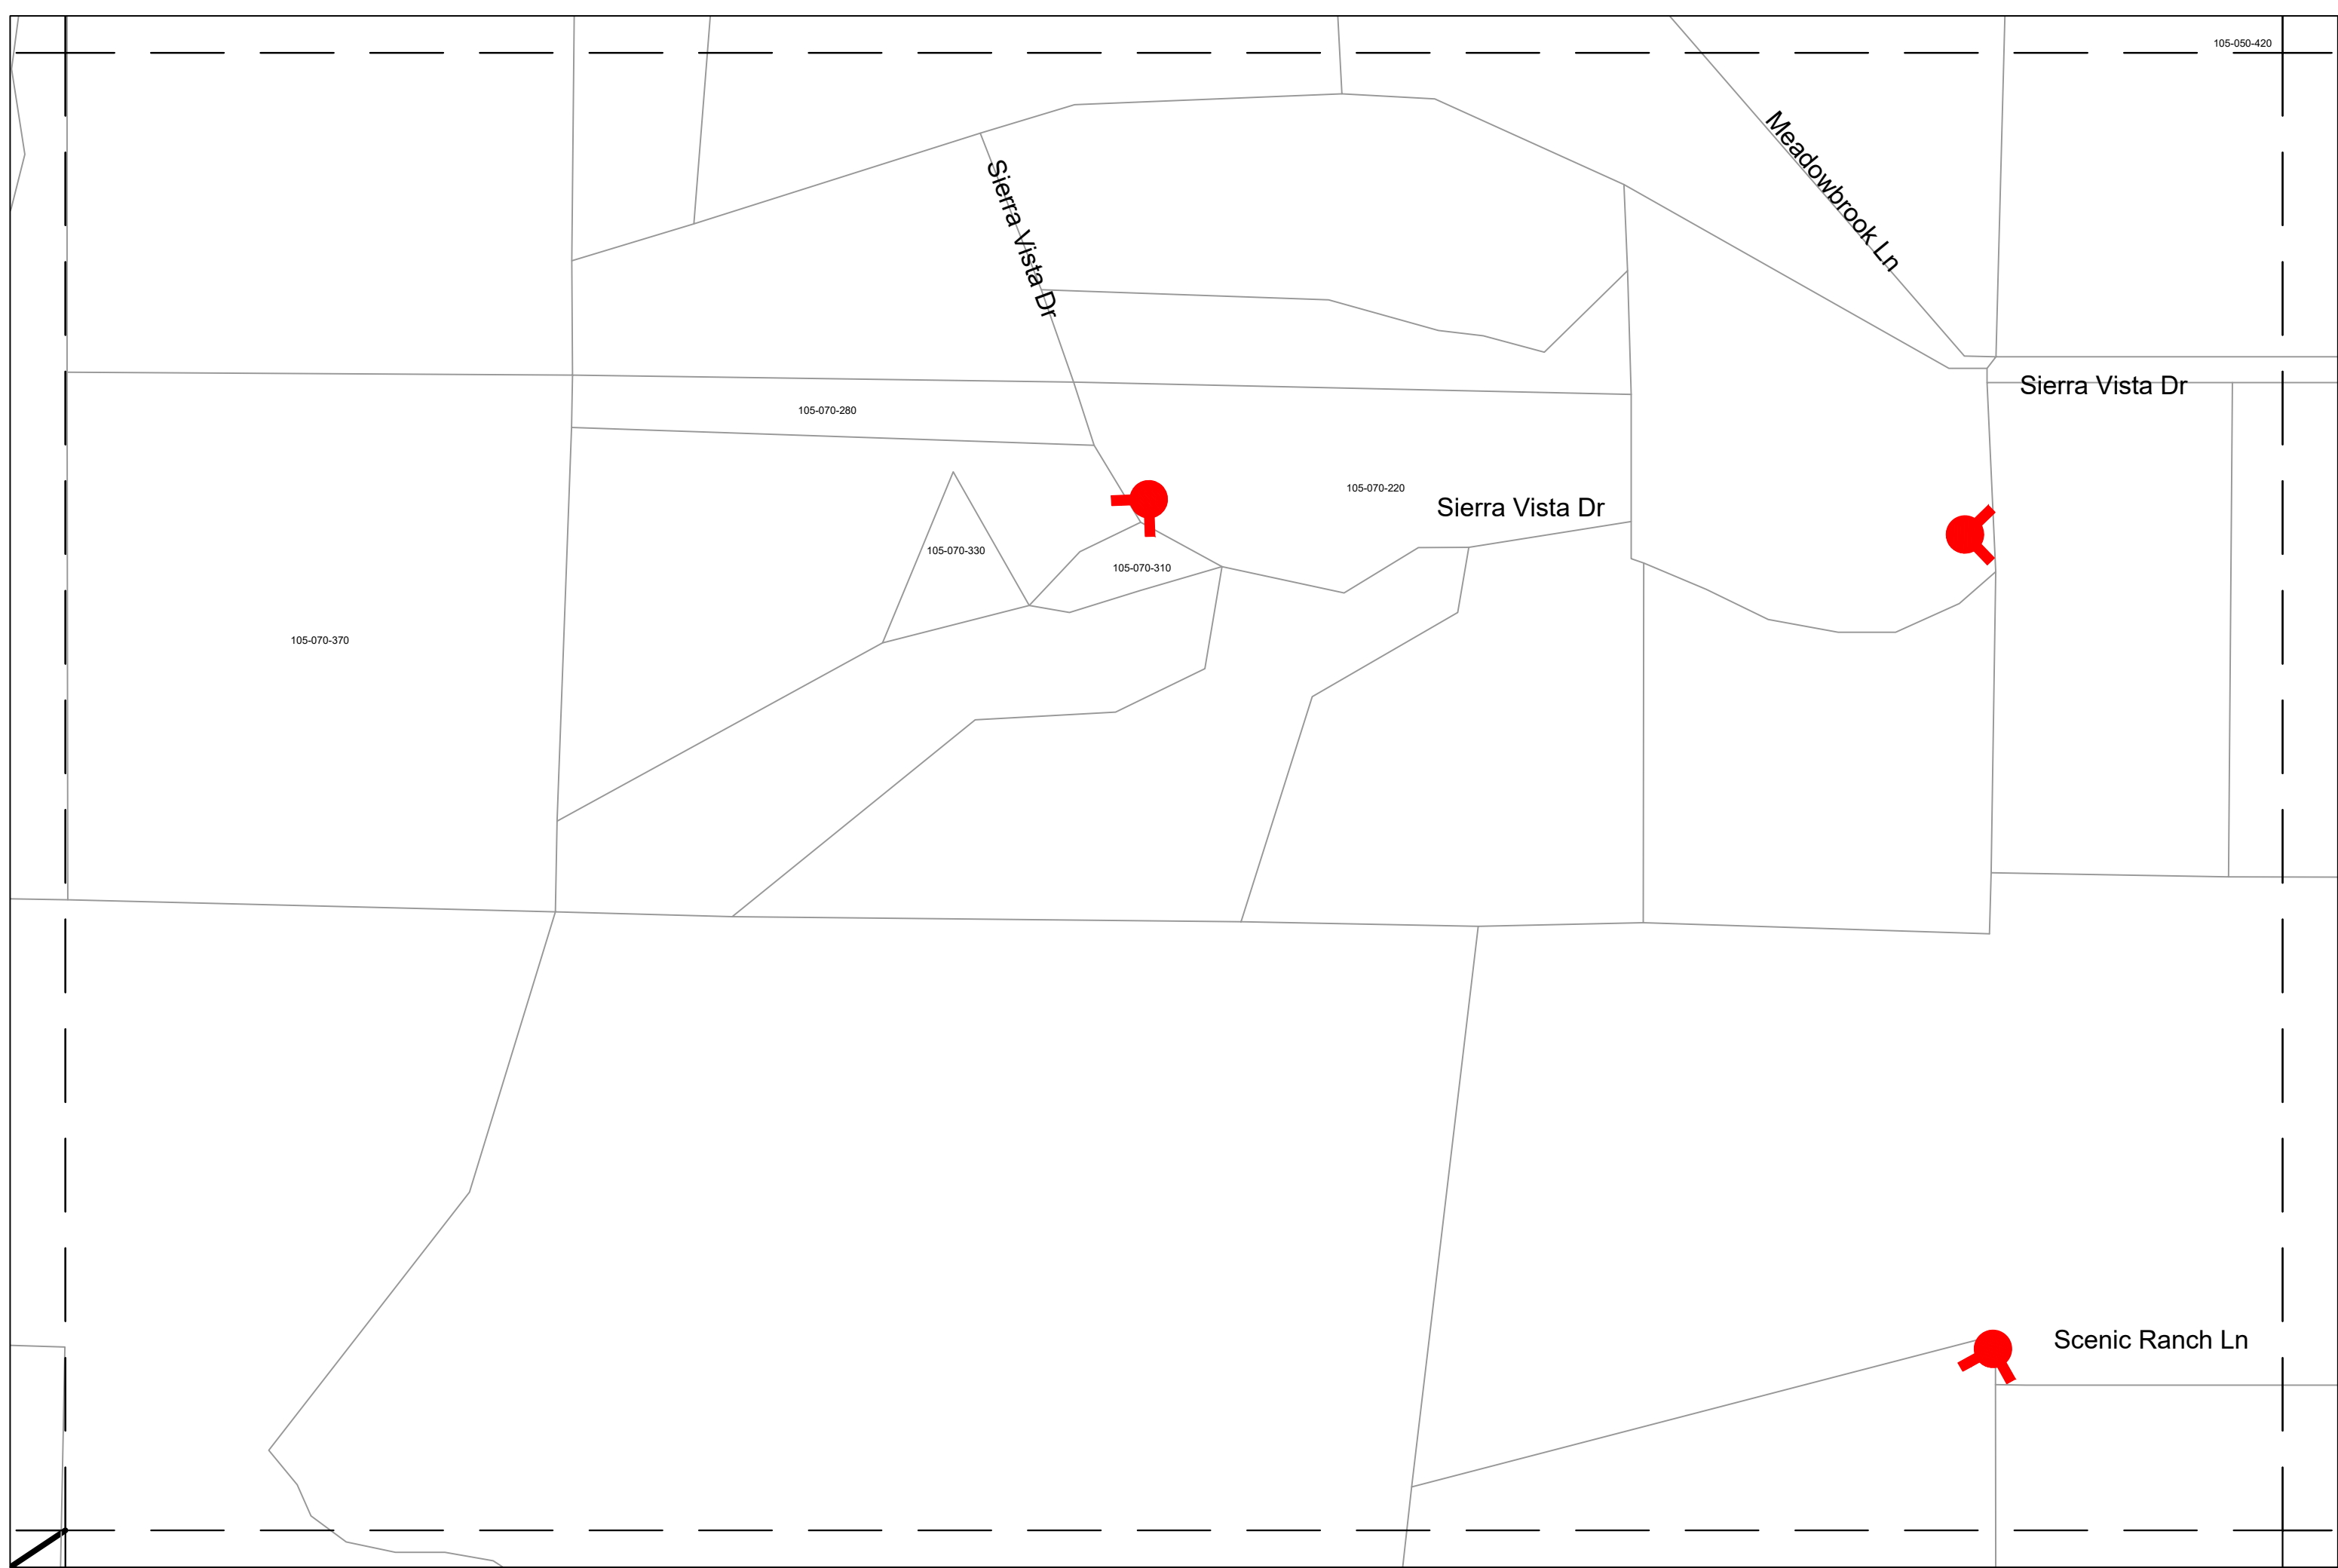 105-050-420
Meadowbrook Ln
Sierra Vista Dr
Sierra Vista Dr
105-070-280
105-070-220
Sierra Vista Dr
105-070-330
105-070-310
105-070-370
Scenic Ranch Ln